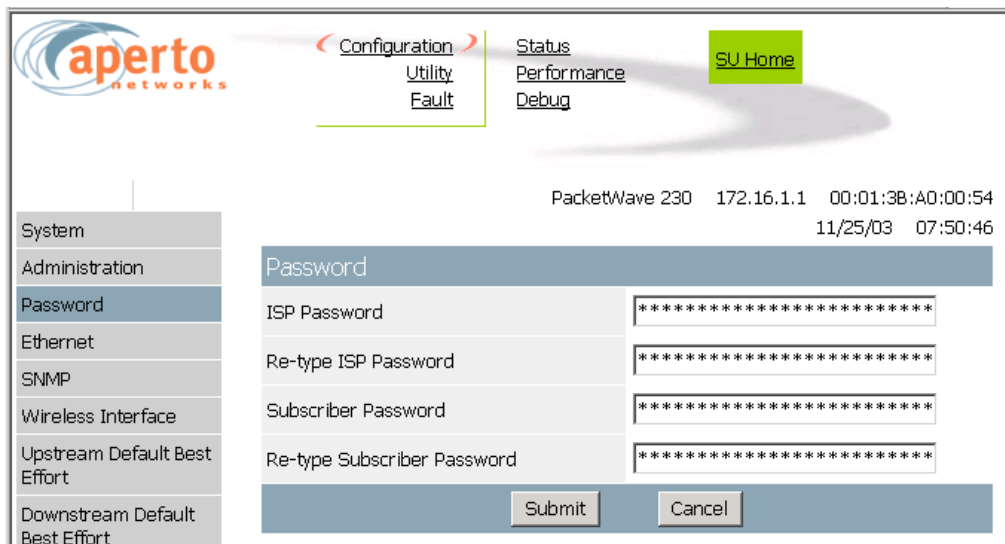 aperto
networks
Configuration
Utility
Fault
Status
Performance
Debug
SU Home
PacketWave 230 172.16.1.1 00:01:3B:A0:00:54
11/25/03 07:50:46
System
Administration
Password
Ethernet
SNMP
Wireless Interface
Upstream Default Best
Effort
Downstream Default
Best Effort
Password
ISP Password ************************
Re-type ISP Password ************************
Subscriber Password ************************
Re-type Subscriber Password ************************
Submit Cancel